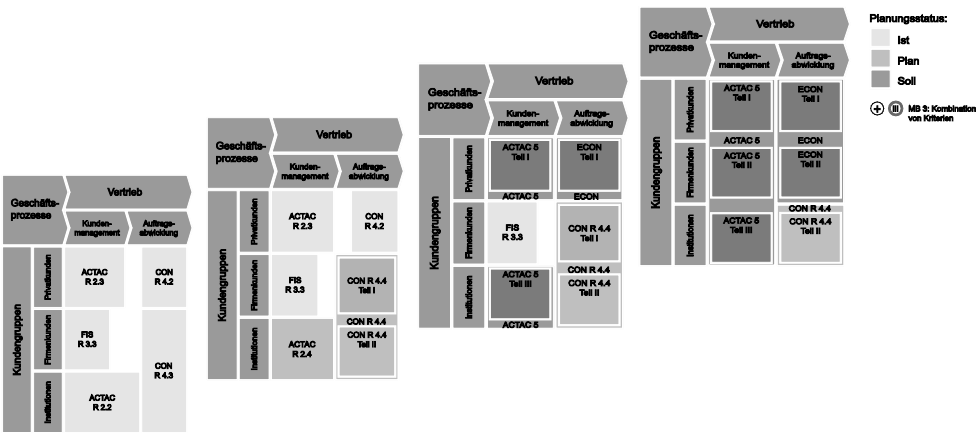 Geschäfts-
prozesse
Vertrieb
Kunden-
management
Auftrags-
abwicklung
Kundengruppen
Privatkunden
ACTAC
R 2.3
CON
R 4.2
Firmenkunden
FIS
R 3.3
CON
R 4.3
Institutionen
ACTAC
R 2.2
Geschäfts-
prozesse
Vertrieb
Kunden-
management
Auftrags-
abwicklung
Kundengruppen
Privatkunden
ACTAC
R 2.3
CON
R 4.2
Firmenkunden
FIS
R 3.3
CON R 4.4
Teil I
CON R 4.4
Institutionen
ACTAC
R 2.4
CON R 4.4
Teil II
Geschäfts-
prozesse
Vertrieb
Kunden-
management
Auftrags-
abwicklung
Kundengruppen
Privatkunden
ACTAC 5
Teil I
ECON
Teil I
ACTAC 5
ECON
Firmenkunden
FIS
R 3.3
CON R 4.4
Teil I
CON R 4.4
Institutionen
ACTAC 5
Teil III
CON R 4.4
Teil II
ACTAC 5
Geschäfts-
prozesse
Vertrieb
Kunden-
management
Auftrags-
abwicklung
Kundengruppen
Privatkunden
ACTAC 5
Teil I
ECON
Teil I
ACTAC 5
ECON
Firmenkunden
ACTAC 5
Teil II
ECON
Teil II
CON R 4.4
Institutionen
ACTAC 5
Teil III
CON R 4.4
Teil II
Planungsstatus:
Ist
Plan
Soll
+ III MB 3: Kombination
von Kriterien